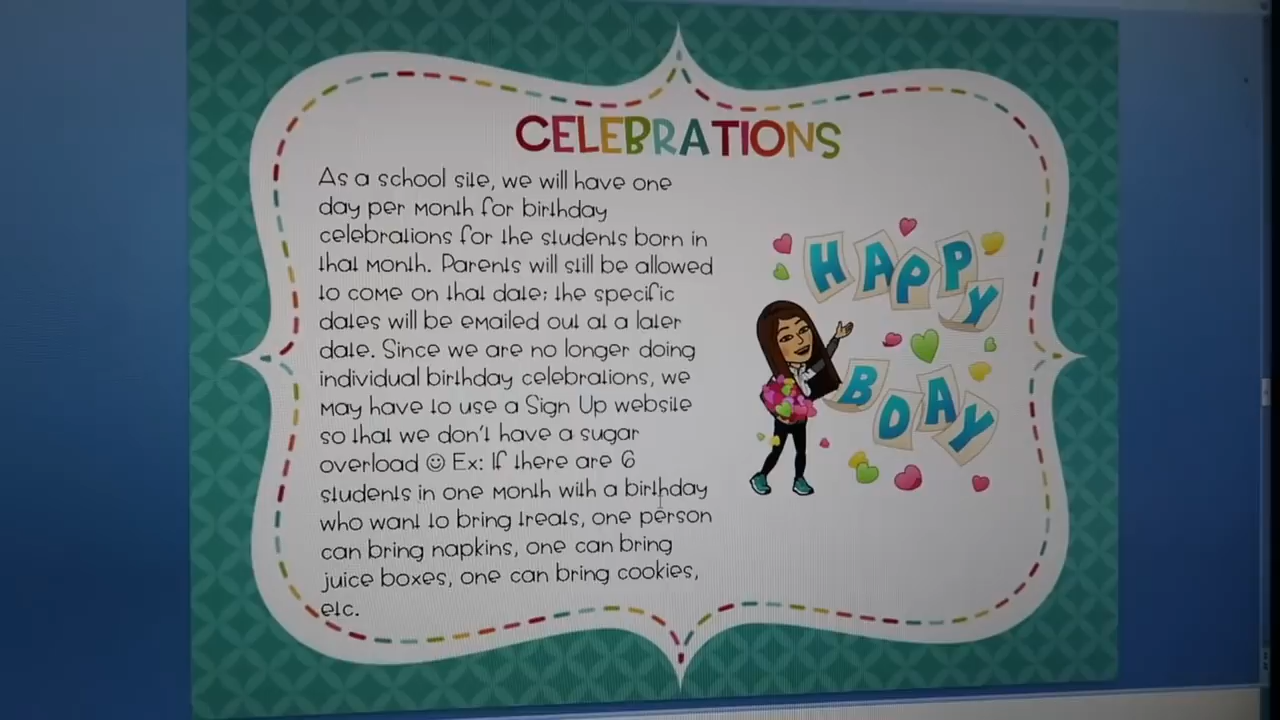 CELEBRATIONS
As a school site, we will have one
day per month for birthday
celebrations for the students born in
that month. Parents will still be allowed
to come on that date; the specific
dates will be emailed out at a later
date. Since we are no longer doing
individual birthday celebrations, we
may have to use a Sign Up website
so that we don't have a sugar
overload ☺ Ex: If there are 6
students in one month with a birthday
who want to bring treats, one person
can bring napkins, one can bring
juice boxes, one can bring cookies,
etc.
HAPPY
BDAY